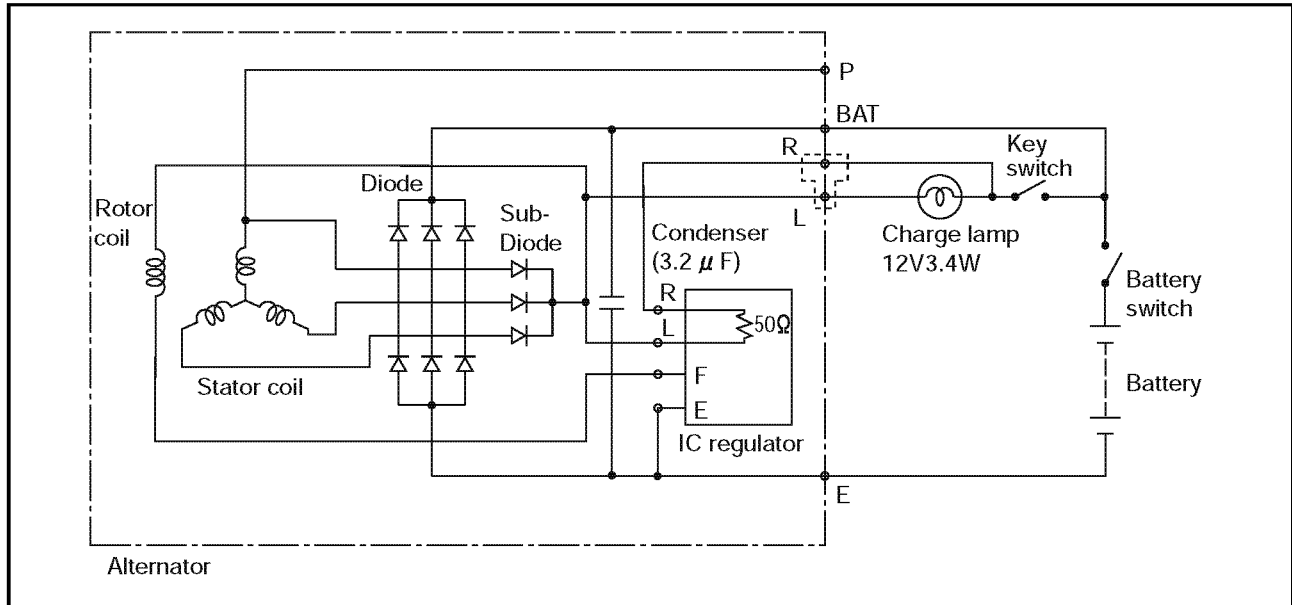 P
BAT
R
Key
switch
Diode
Rotor
coil
Sub-
Diode
L
Condenser
(3.2 μ F)
Charge lamp
12V3.4W
Battery
switch
R
L
50Ω
F
E
Stator coil
IC regulator
Battery
E
Alternator